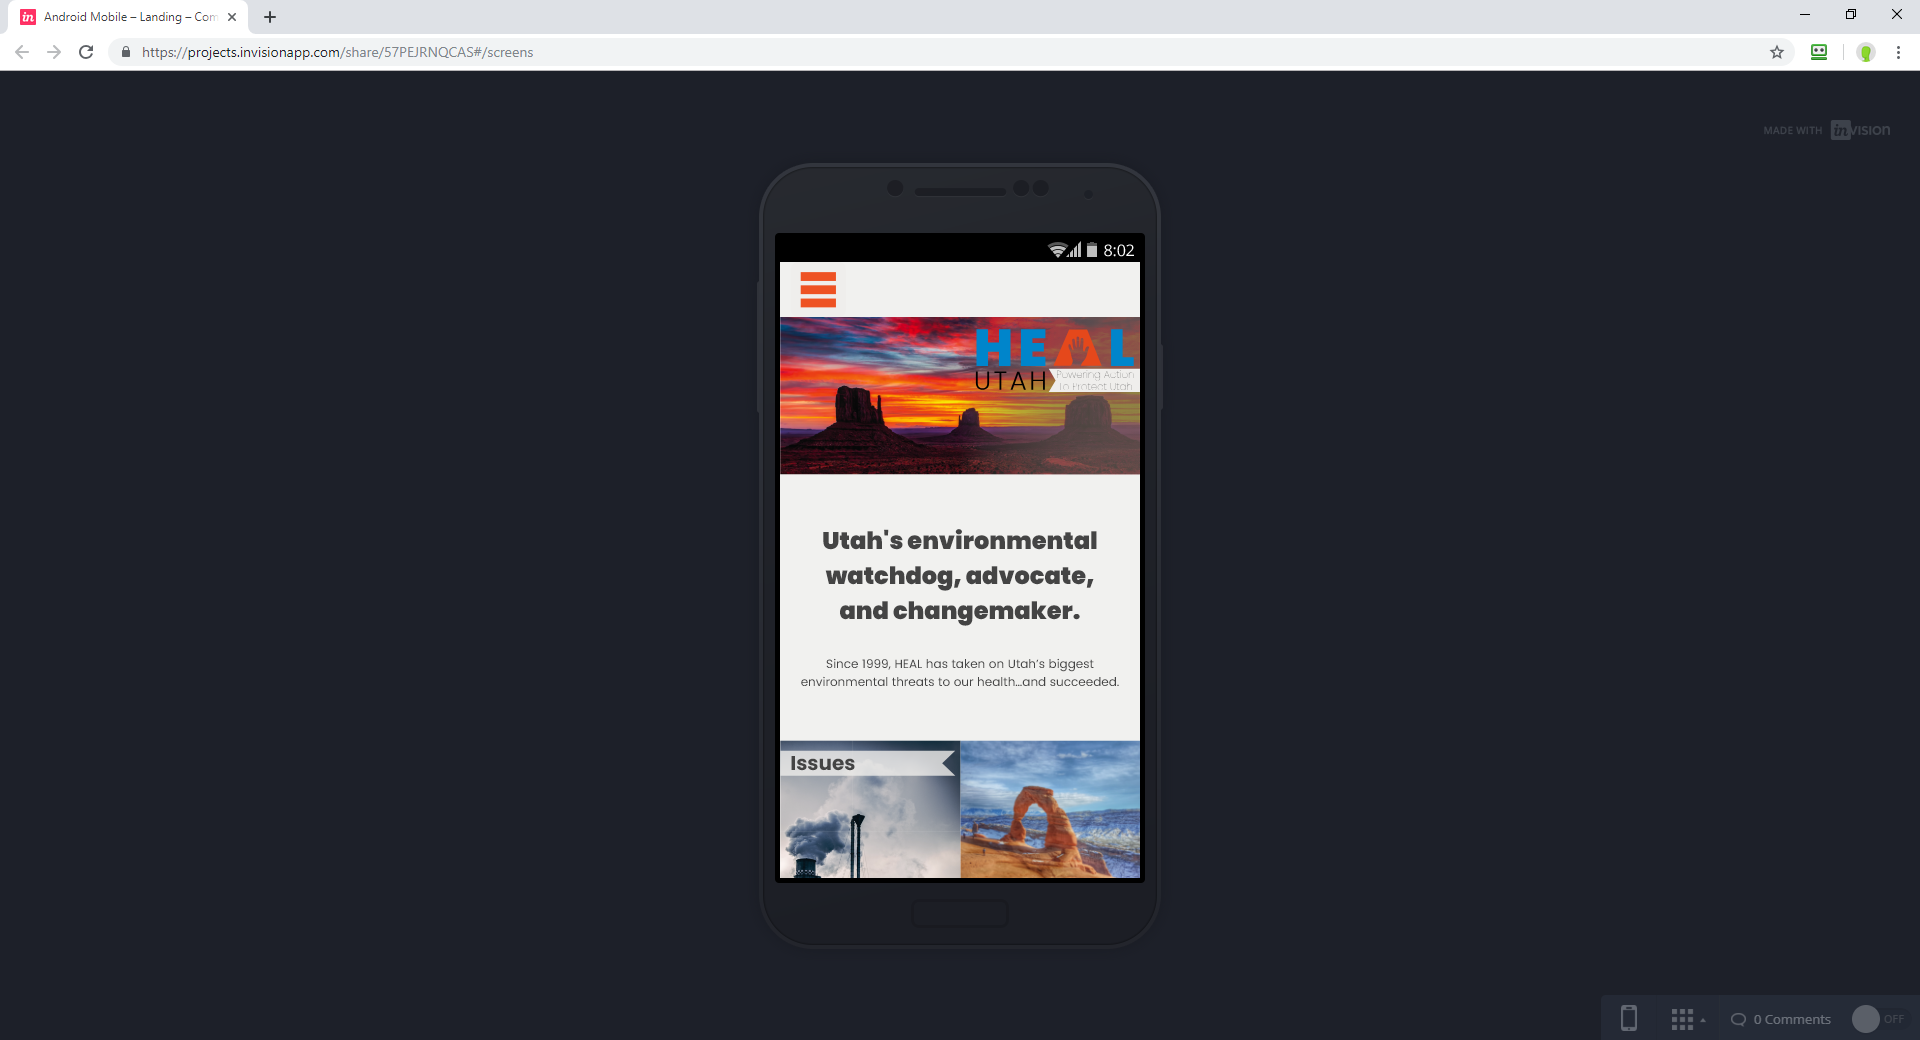 in Android Mobile – Landing – Com
https://projects.invisionapp.com/share/57PEJRNQCAS#/screens
MADE WITH invision
8:02
HEAL
UTAH
Powering Action
To Protect Utah
Utah's environmental
watchdog, advocate,
and changemaker.
Since 1999, HEAL has taken on Utah's biggest
environmental threats to our health...and succeeded.
Issues
0 Comments
OFF